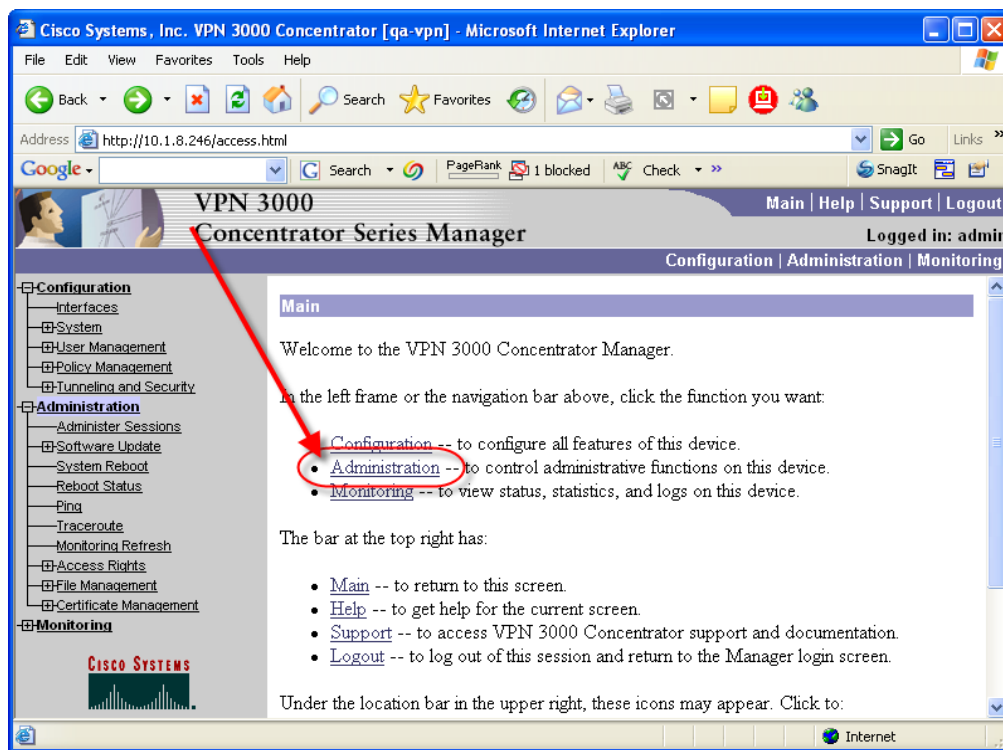 Cisco Systems, Inc. VPN 3000 Concentrator [qa-vpn] - Microsoft Internet Explorer
File Edit View Favorites Tools Help
Back Search Favorites
Address http://10.1.8.246/access.html Go Links »
Google Search PageRank 1 blocked ABC Check » SnagIt
VPN 3000
Concentrator Series Manager
Main | Help | Support | Logout
Logged in: admin
Configuration | Administration | Monitoring
Configuration
Interfaces
System
User Management
Policy Management
Tunneling and Security
Administration
Administer Sessions
Software Update
System Reboot
Reboot Status
Ping
Traceroute
Monitoring Refresh
Access Rights
File Management
Certificate Management
Monitoring
CISCO SYSTEMS
Main
Welcome to the VPN 3000 Concentrator Manager.
In the left frame or the navigation bar above, click the function you want:
Configuration -- to configure all features of this device.
Administration -- to control administrative functions on this device.
Monitoring -- to view status, statistics, and logs on this device.
The bar at the top right has:
Main -- to return to this screen.
Help -- to get help for the current screen.
Support -- to access VPN 3000 Concentrator support and documentation.
Logout -- to log out of this session and return to the Manager login screen.
Under the location bar in the upper right, these icons may appear. Click to:
Internet